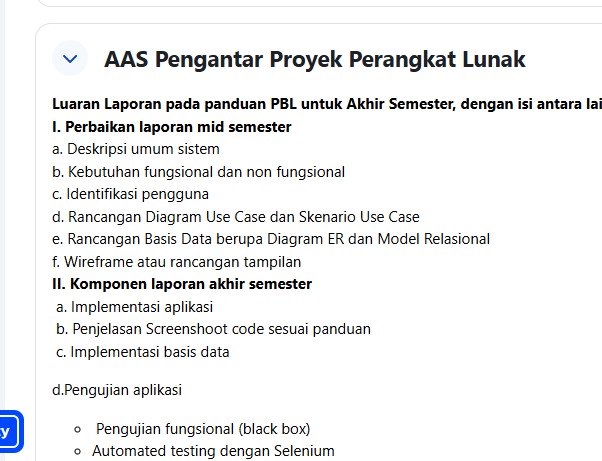 AAS Pengantar Proyek Perangkat Lunak
Luaran Laporan pada panduan PBL untuk Akhir Semester, dengan isi antara lai
I. Perbaikan laporan mid semester
a. Deskripsi umum sistem
b. Kebutuhan fungsional dan non fungsional
c. Identifikasi pengguna
d. Rancangan Diagram Use Case dan Skenario Use Case
e. Rancangan Basis Data berupa Diagram ER dan Model Relasional
f. Wireframe atau rancangan tampilan
II. Komponen laporan akhir semester
a. Implementasi aplikasi
b. Penjelasan Screenshoot code sesuai panduan
c. Implementasi basis data
d.Pengujian aplikasi
Pengujian fungsional (black box)
Automated testing dengan Selenium